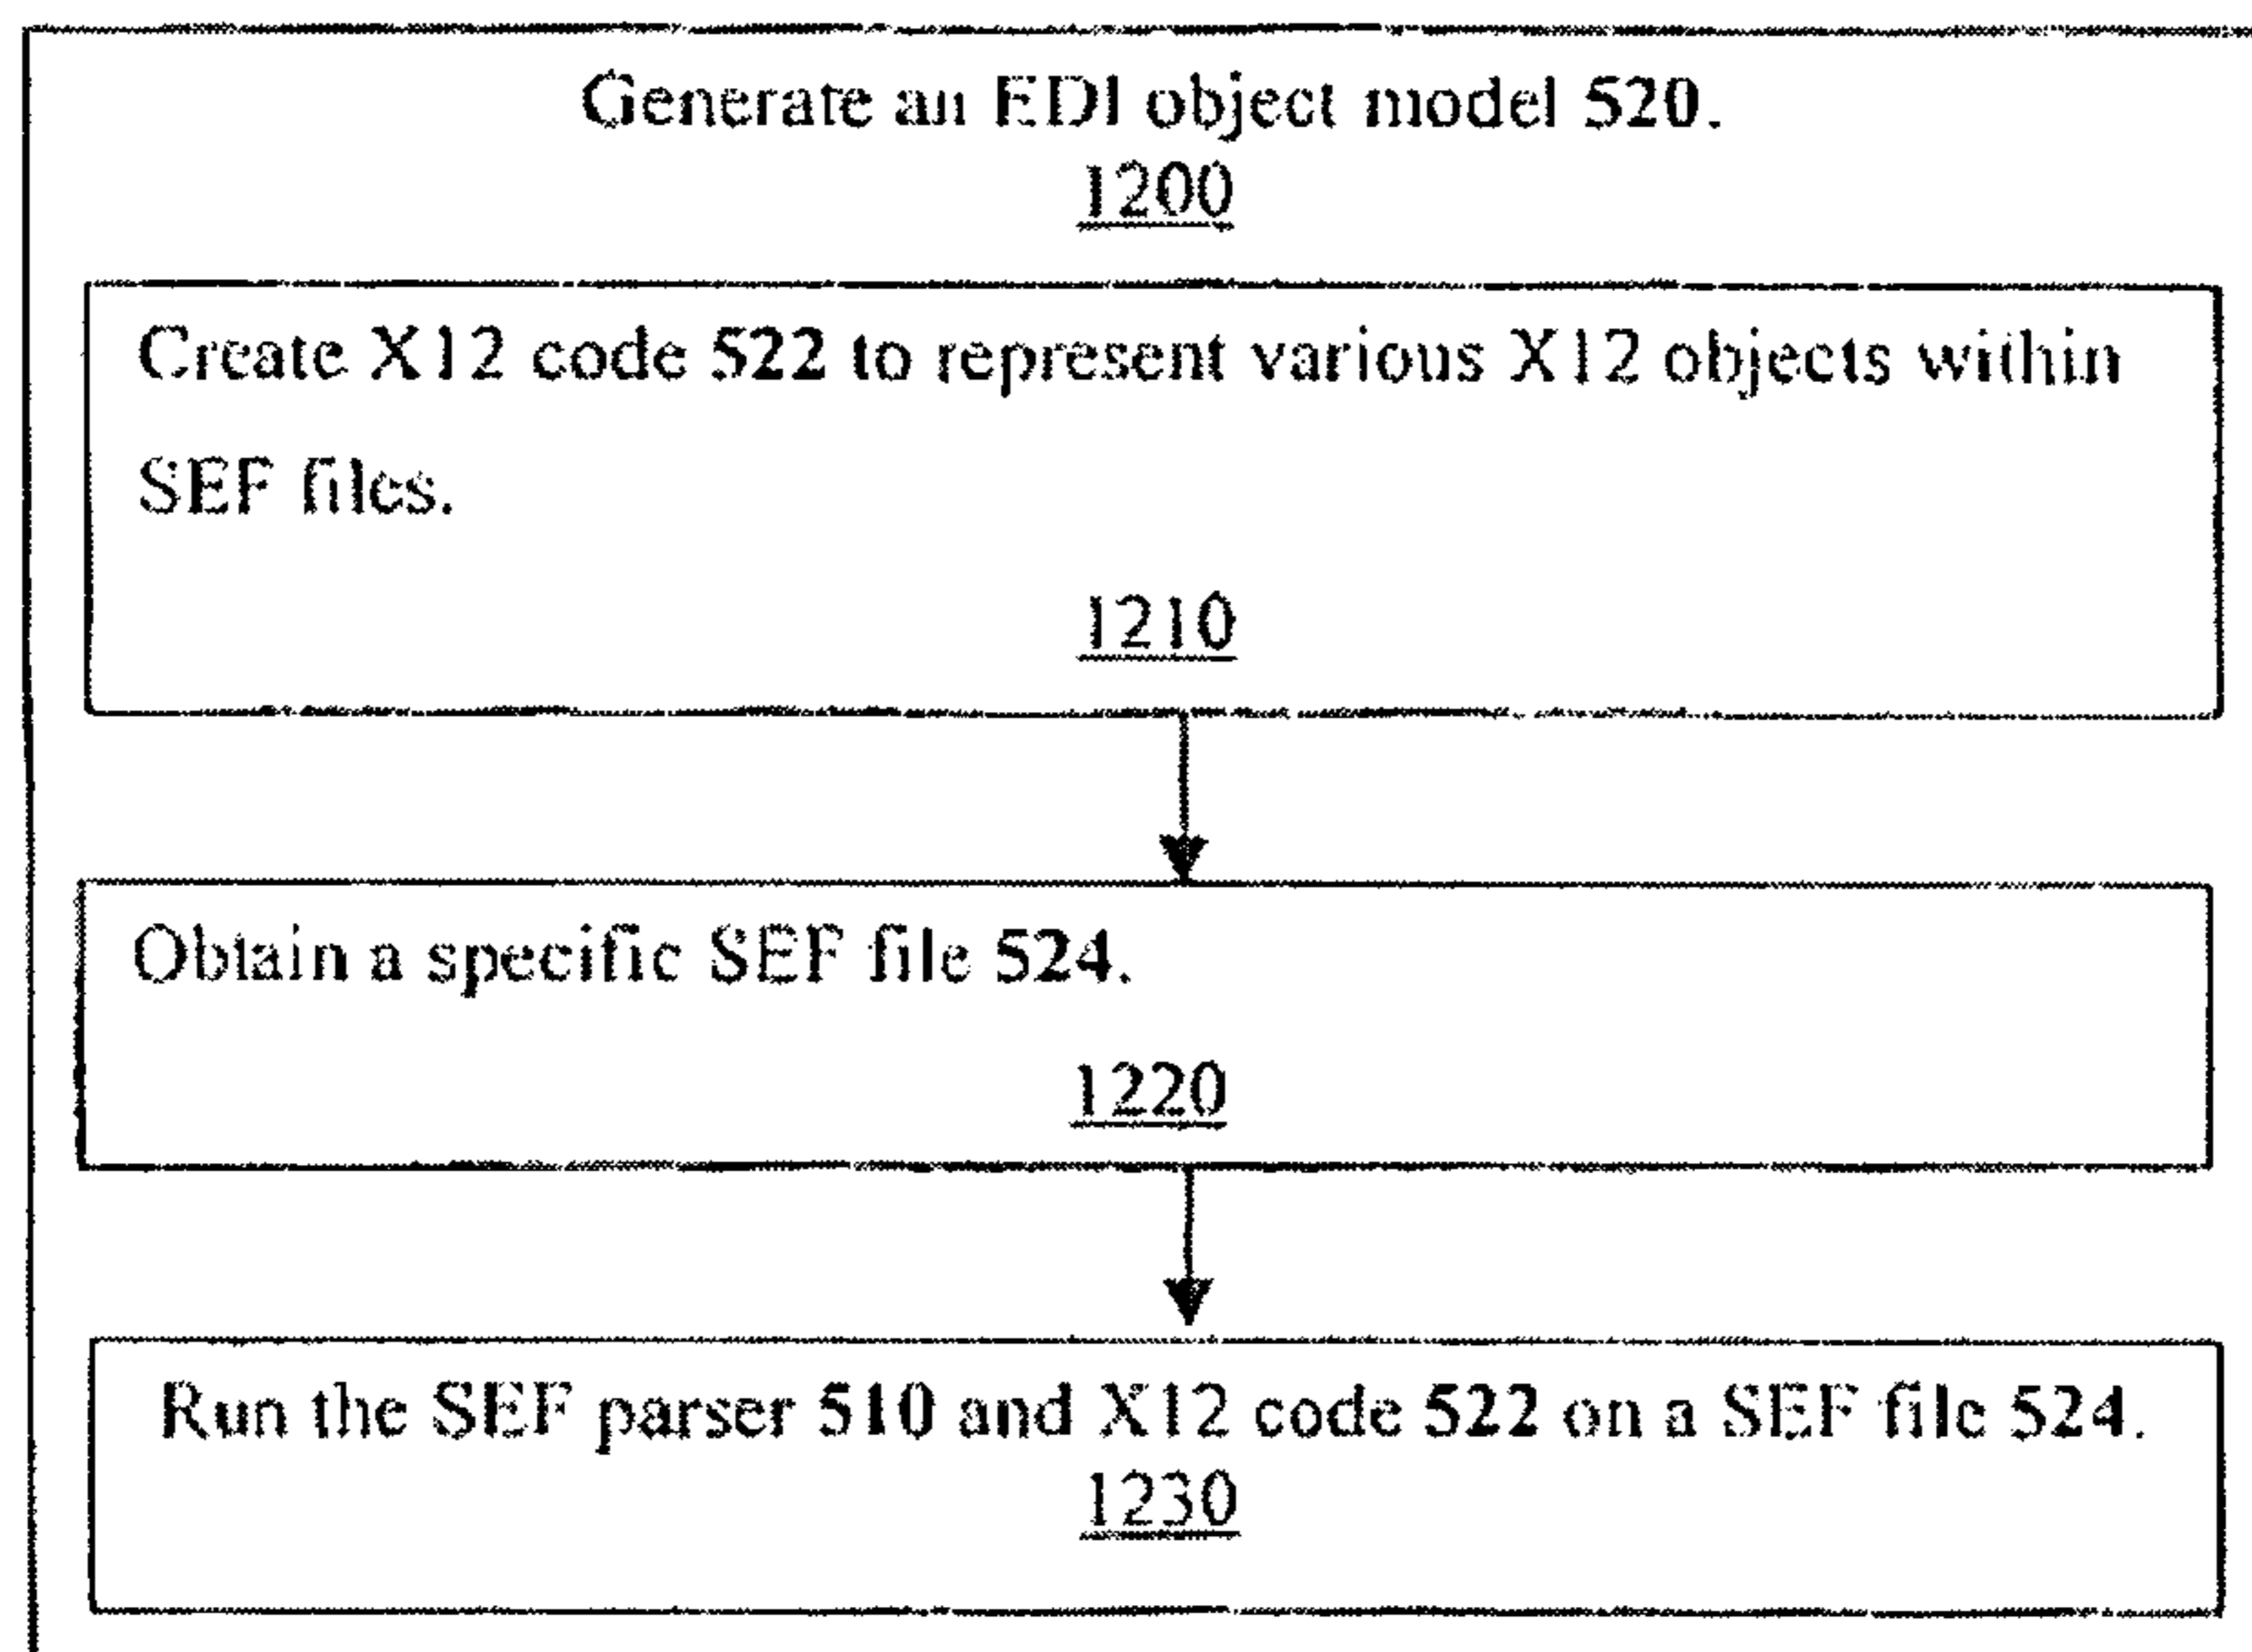 Generate an EDI object model 520.
1200
Create X12 code 522 to represent various X12 objects within
SEF files.
1210
Obtain a specific SEF file 524.
1220
Run the SEF parser 510 and X12 code 522 on a SEF file 524.
1230